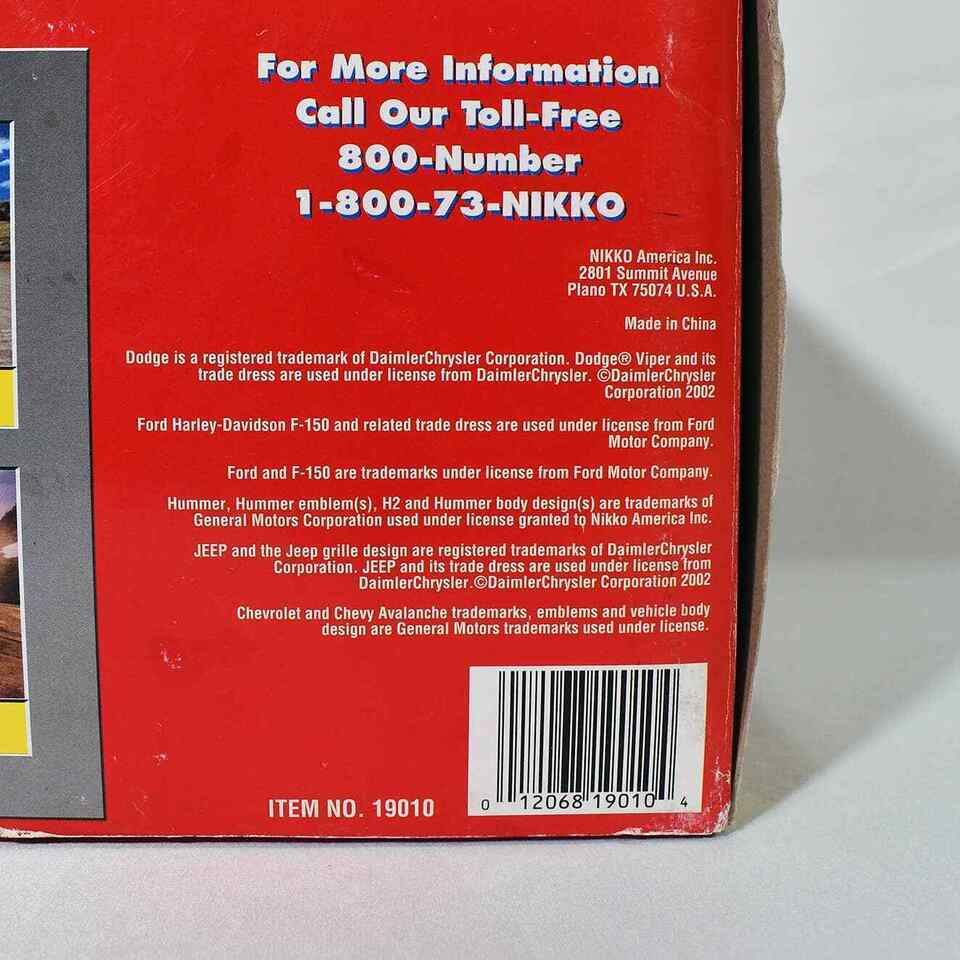 For More Information
Call Our Toll-Free
800-Number
1-800-73-NIKKO
NIKKO America Inc.
2801 Summit Avenue
Plano TX 75074 U.S.A.
Made in China
Dodge is a registered trademark of DaimlerChrysler Corporation. Dodge® Viper and its
trade dress are used under license from DaimlerChrysler. ©DaimlerChrysler
Corporation 2002
Ford Harley-Davidson F-150 and related trade dress are used under license from Ford
Motor Company.
Ford and F-150 are trademarks under license from Ford Motor Company.
Hummer, Hummer emblem(s), H2 and Hummer body design(s) are trademarks of
General Motors Corporation used under license granted to Nikko America Inc.
JEEP and the Jeep grille design are registered trademarks of DaimlerChrysler
Corporation. JEEP and its trade dress are used under license from
DaimlerChrysler.©DaimlerChrysler Corporation 2002
Chevrolet and Chevy Avalanche trademarks, emblems and vehicle body
design are General Motors trademarks used under license.
ITEM NO. 19010
0 12068 19010 4